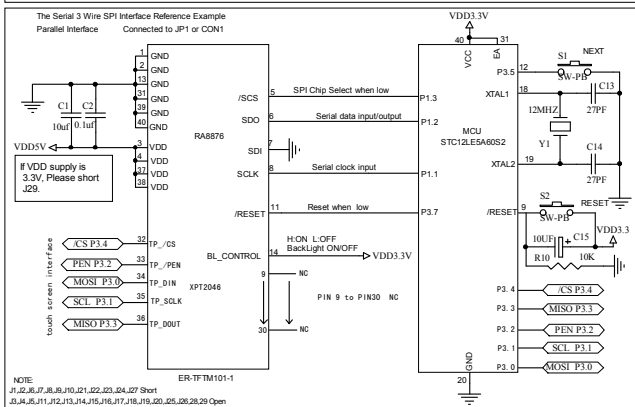 The Serial 3 Wire SPI Interface Reference Example
Parallel Interface Connected to JP1 or CON1
VDD3.3V
40 31
VCC
EA
1 GND
2 GND
13 GND
31 GND
39 GND
40 GND
C1 C2
10uf 0.1uf
VDD5V
3 VDD
4 VDD
37 VDD
38 VDD
If VDD supply is
3.3V, Please short
J29.
RA8876
/SCS 5 SPI Chip Select when low P1.3
SDO 6 Serial data input/output P1.2
SDI 7
SCLK 8 Serial clock input P1.1
/RESET 11 Reset when low P3.7
BL_CONTROL 14
H:ON L:OFF
BackLight ON/OFF
VDD3.3V
9 NC
PIN 9 to PIN30 NC
30 NC
touch screen interface
/CS P3.4 32 TP_/CS
PEN P3.2 33 TP_/PEN
MOSI P3.0 34 TP_DIN
SCL P3.1 35 TP_SCLK
MISO P3.3 36 TP_DOUT
XPT2046
ER-TFTM101-1
MCU
STC12LE5A60S2
P3.5 12
S1 NEXT
SW-PB
XTAL1 18
C13
27PF
12MHZ
Y1
XTAL2 19
C14
27PF
S2 RESET
/RESET 9
SW-PB
10UF C15
VDD3.3
R10 10K
P3.4 /CS P3.4
P3.3 MISO P3.3
P3.2 PEN P3.2
P3.1 SCL P3.1
P3.0 MOSI P3.0
GND
20
NOTE:
J1,J2,J6,J7,J8,J9,J10,J21,J22,J23,J24,J27 Short
J3,J4,J5,J11,J12,J13,J14,J15,J16,J17,J18,J19,J20,J25,J26,28,29 Open